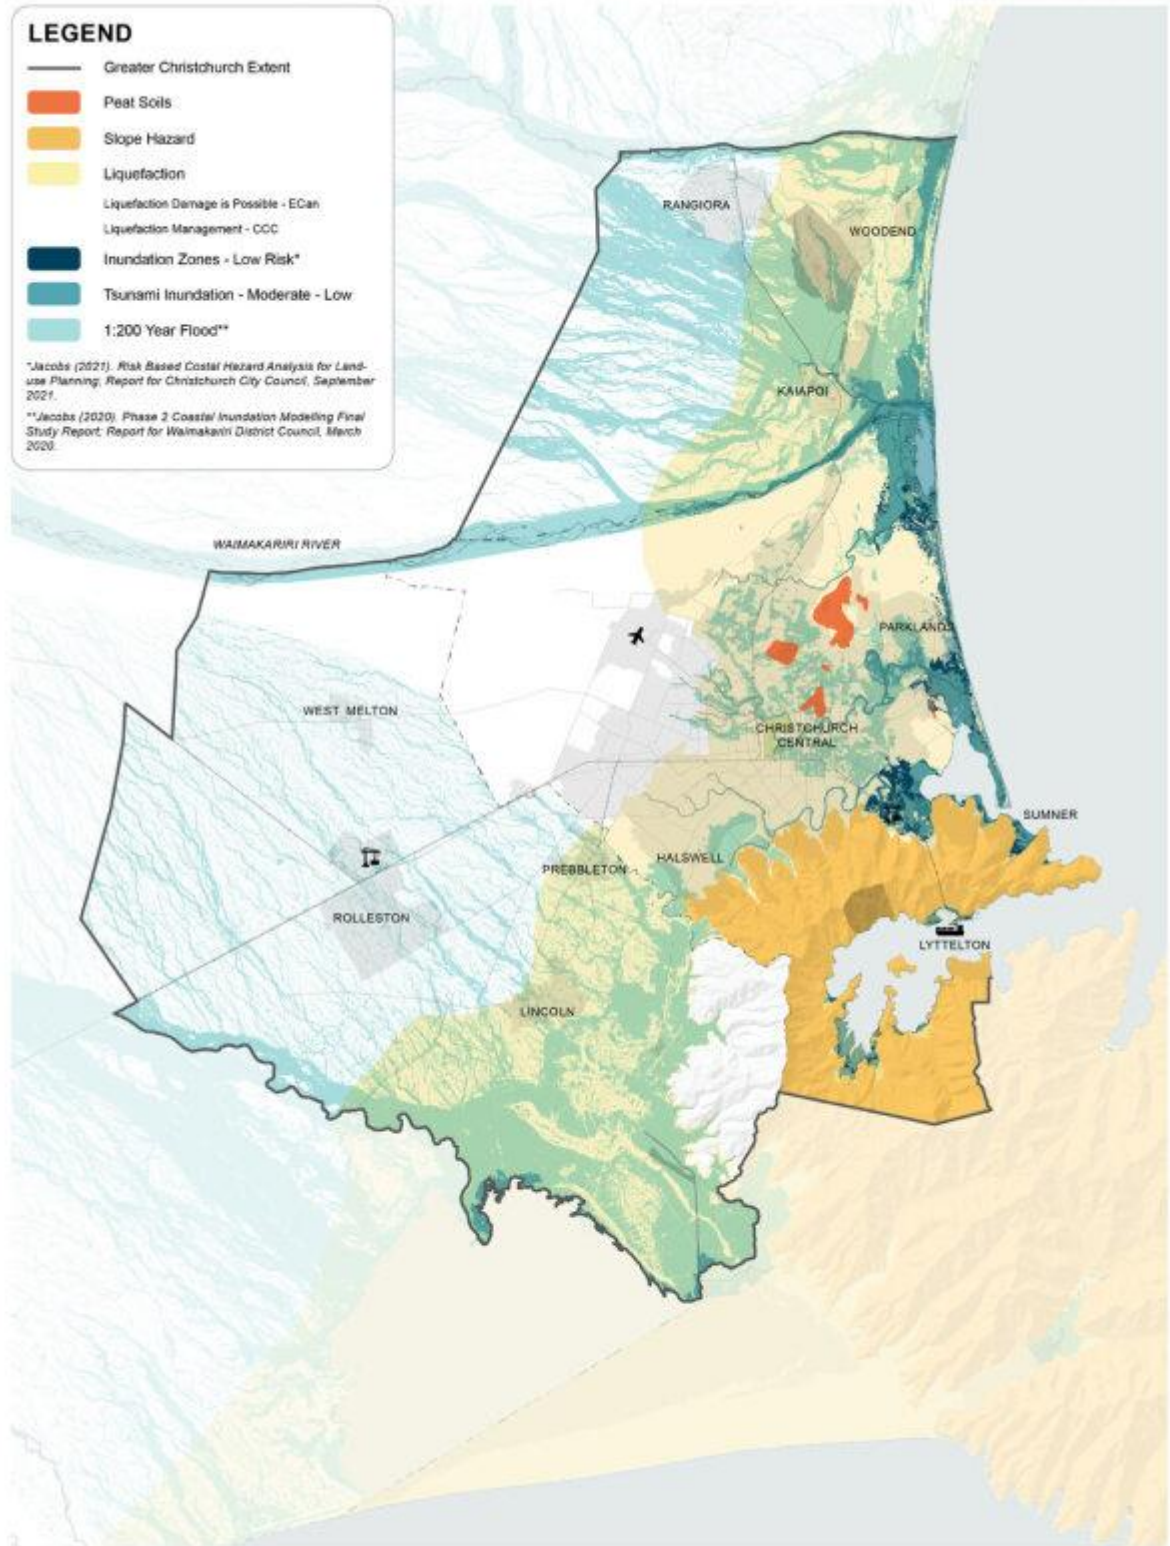 LEGEND
Greater Christchurch Extent
Peat Soils
Slope Hazard
Liquefaction
Liquefaction Damage is Possible - ECan
Liquefaction Management - CCC
Inundation Zones - Low Risk*
Tsunami Inundation - Moderate - Low
1:200 Year Flood**
*Jacobs (2021). Risk Based Costal Hazard Analysis for Land-
use Planning; Report for Christchurch City Council, September
2021.
**Jacobs (2020). Phase 2 Coastal Inundation Modelling Final
Study Report; Report for Waimakariri District Council, March
2020.
RANGIORA
WOODEND
KAIAPOI
WAIMAKARIRI RIVER
PARKLANDS
WEST MELTON
CHRISTCHURCH
CENTRAL
SUMNER
PREBBLETON
HALSWELL
ROLLESTON
LYTTELTON
LINCOLN